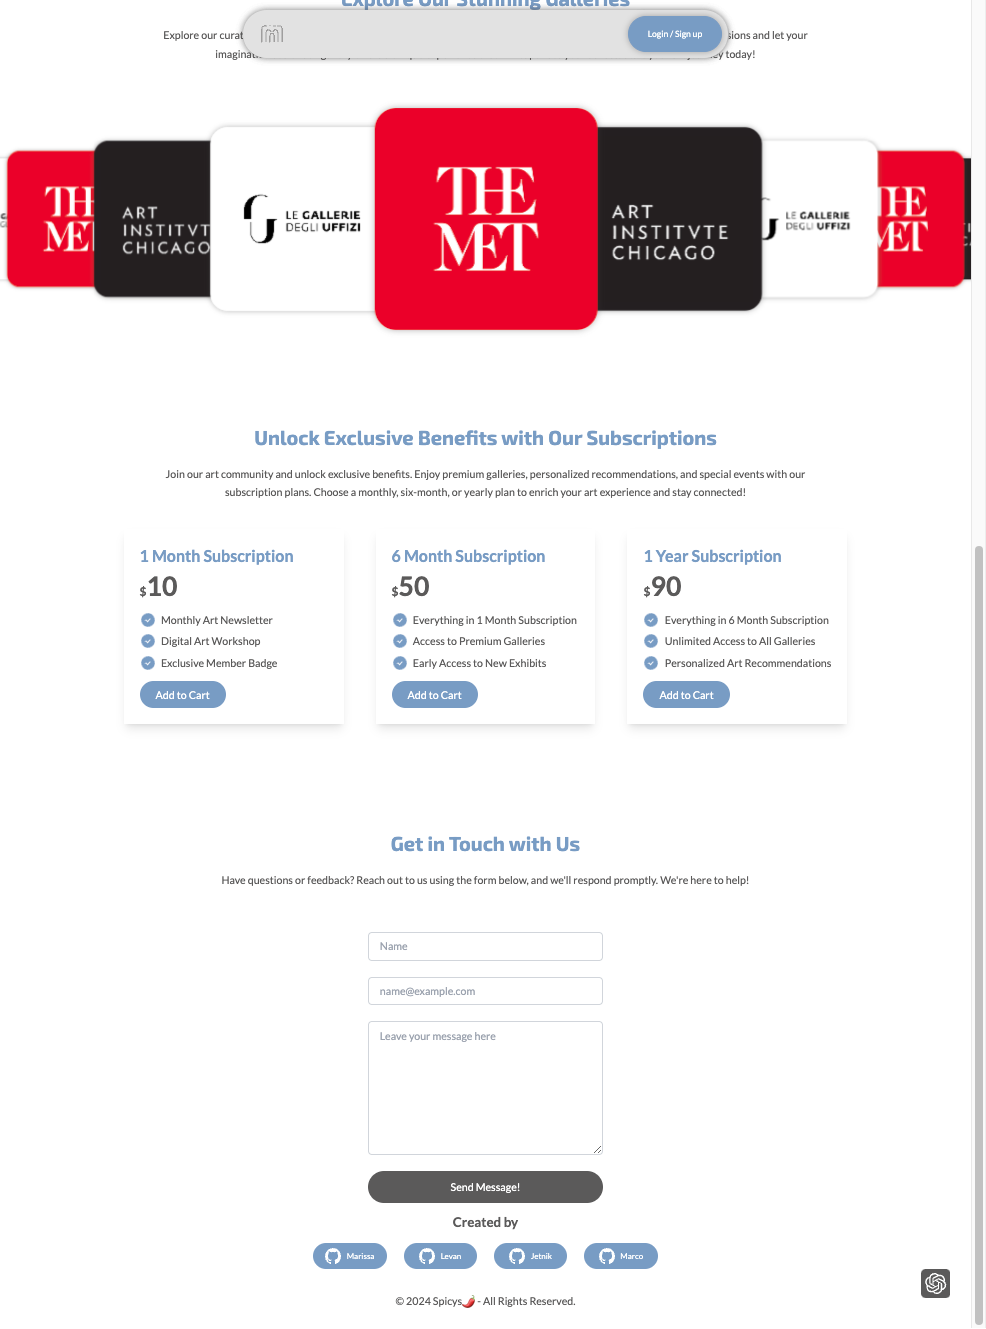 Explore Our Stunning Galleries
Login / Sign up
Explore our curat
sions and let your
imagina
ey today!
THE
MET
ART
INSTITVTE
CHICAGO
LE GALLERIE
DEGLI UFFIZI
THE
MET
ART
INSTITVTE
CHICAGO
LE GALLERIE
DEGLI UFFIZI
THE
MET
Unlock Exclusive Benefits with Our Subscriptions
Join our art community and unlock exclusive benefits. Enjoy premium galleries, personalized recommendations, and special events with our
subscription plans. Choose a monthly, six-month, or yearly plan to enrich your art experience and stay connected!
1 Month Subscription
$10
Monthly Art Newsletter
Digital Art Workshop
Exclusive Member Badge
Add to Cart
6 Month Subscription
$50
Everything in 1 Month Subscription
Access to Premium Galleries
Early Access to New Exhibits
Add to Cart
1 Year Subscription
$90
Everything in 6 Month Subscription
Unlimited Access to All Galleries
Personalized Art Recommendations
Add to Cart
Get in Touch with Us
Have questions or feedback? Reach out to us using the form below, and we'll respond promptly. We're here to help!
Name
name@example.com
Leave your message here
Send Message!
Created by
Marissa
Levan
Jetnik
Marco
© 2024 Spicys🌶️ - All Rights Reserved.